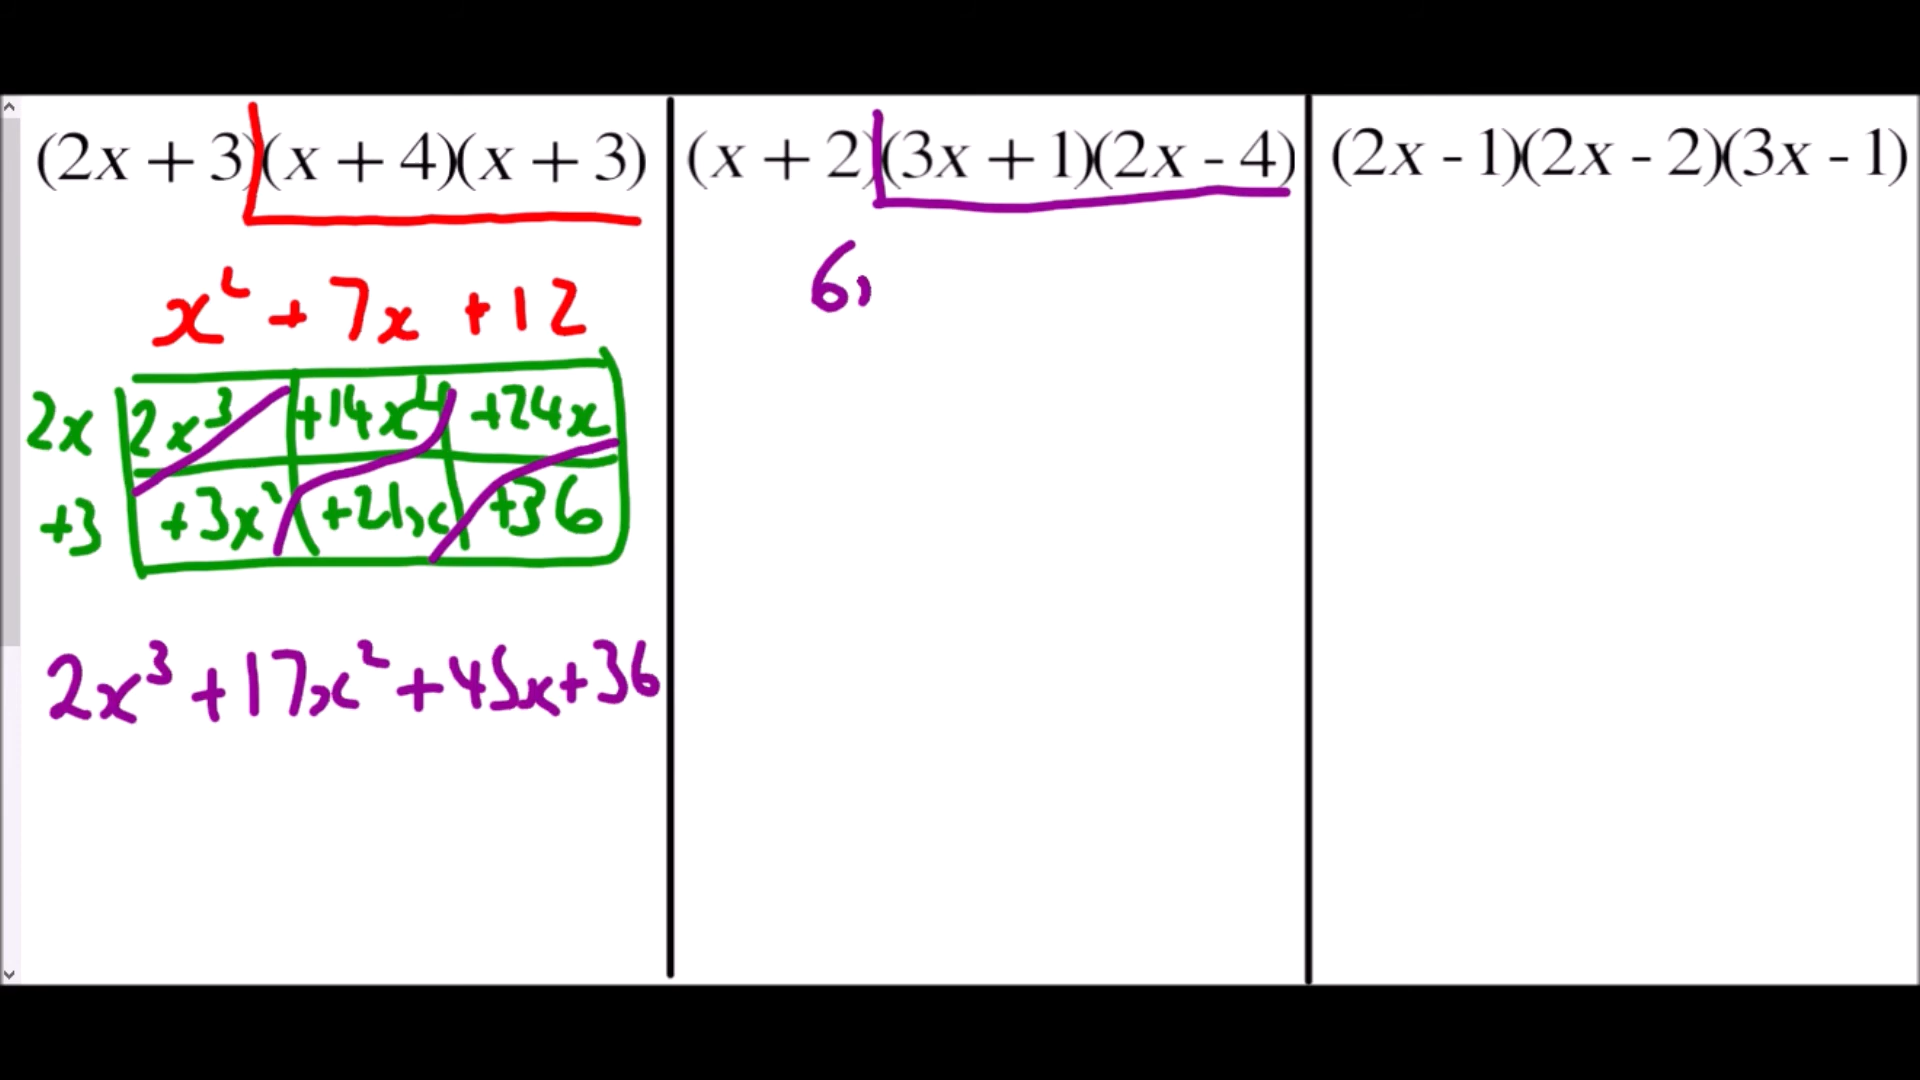 (2x + 3)(x + 4)(x + 3)
x² + 7x + 12
2x 2x³ +14x² +24x
+3 +3x² +21x +36
2x³ + 17x² + 45x + 36
(x + 2)(3x + 1)(2x - 4)
6
(2x - 1)(2x - 2)(3x - 1)